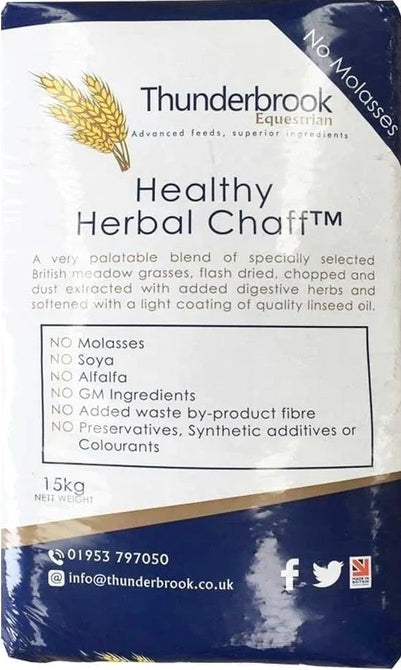 No Molasses
Thunderbrook
Equestrian
Advanced feeds, superior ingredients
Healthy
Herbal Chaff™
A very palatable blend of specially selected
British meadow grasses, flash dried, chopped and
dust extracted with added digestive herbs and
softened with a light coating of quality linseed oil.
NO Molasses
NO Soya
NO Alfalfa
NO GM Ingredients
NO Added waste by-product fibre
NO Preservatives, Synthetic additives or
Colourants
15kg
NETT WEIGHT
01953 797050
@ info@thunderbrook.co.uk
MADE IN
BRITAIN